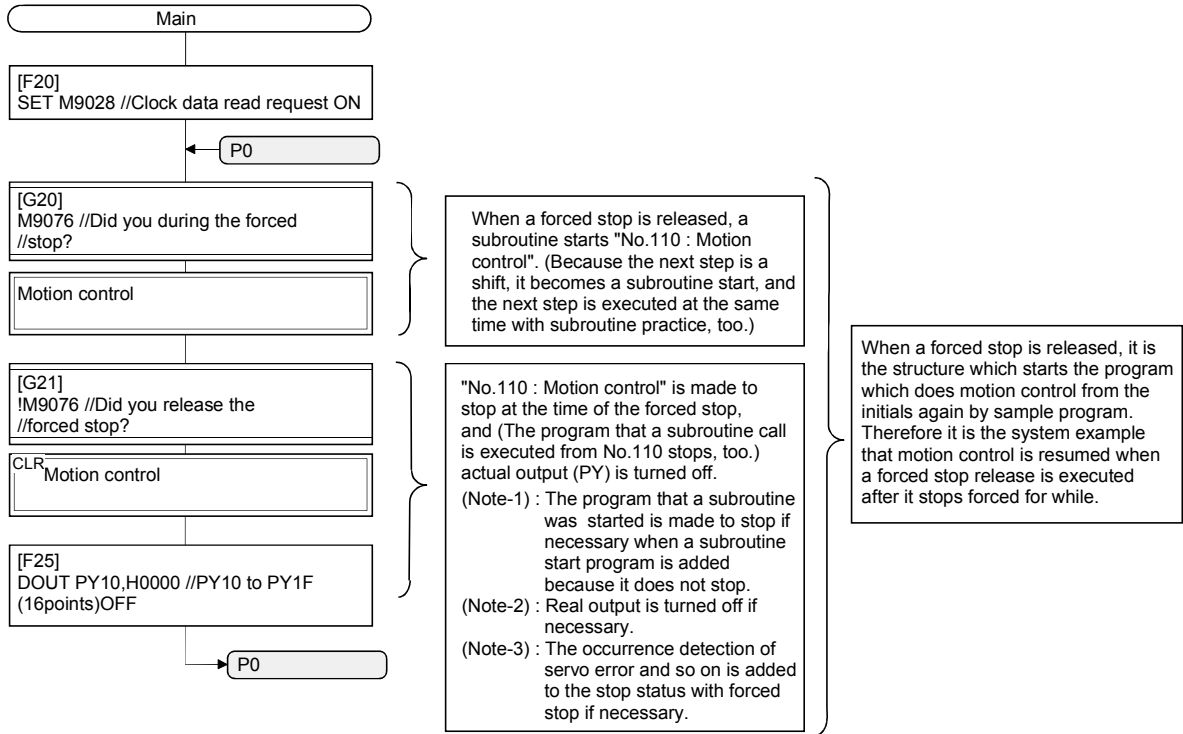 Main
[F20]
SET M9028 //Clock data read request ON
P0
[G20]
M9076 //Did you during the forced
//stop?
Motion control
[G21]
!M9076 //Did you release the
//forced stop?
CLR Motion control
[F25]
DOUT PY10,H0000 //PY10 to PY1F
(16points)OFF
P0
When a forced stop is released, a
subroutine starts "No.110 : Motion
control". (Because the next step is a
shift, it becomes a subroutine start, and
the next step is executed at the same
time with subroutine practice, too.)
"No.110 : Motion control" is made to
stop at the time of the forced stop,
and (The program that a subroutine call
is executed from No.110 stops, too.)
actual output (PY) is turned off.
(Note-1) : The program that a subroutine
was started is made to stop if
necessary when a subroutine
start program is added
because it does not stop.
(Note-2) : Real output is turned off if
necessary.
(Note-3) : The occurrence detection of
servo error and so on is added
to the stop status with forced
stop if necessary.
When a forced stop is released, it is
the structure which starts the program
which does motion control from the
initials again by sample program.
Therefore it is the system example
that motion control is resumed when
a forced stop release is executed
after it stops forced for while.